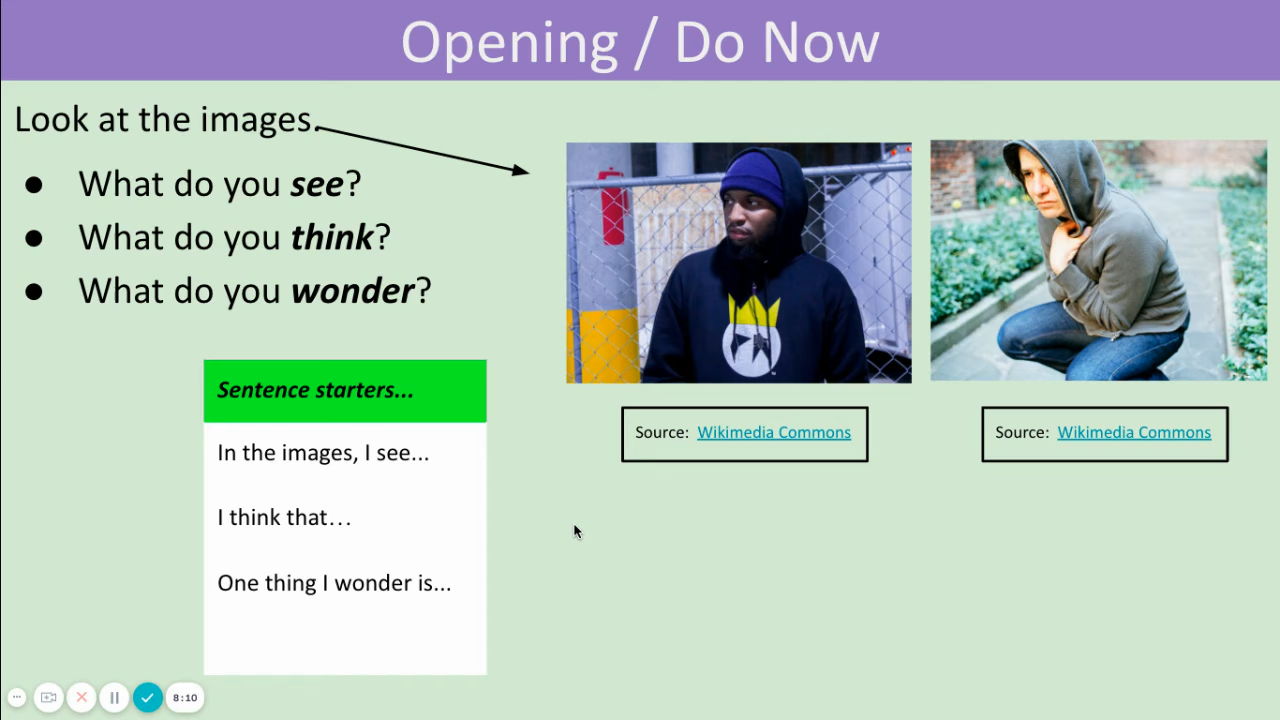 Opening / Do Now
Look at the images.
● What do you see?
● What do you think?
● What do you wonder?
Sentence starters...
In the images, I see...
I think that…
One thing I wonder is...
Source: Wikimedia Commons
Source: Wikimedia Commons
8:10